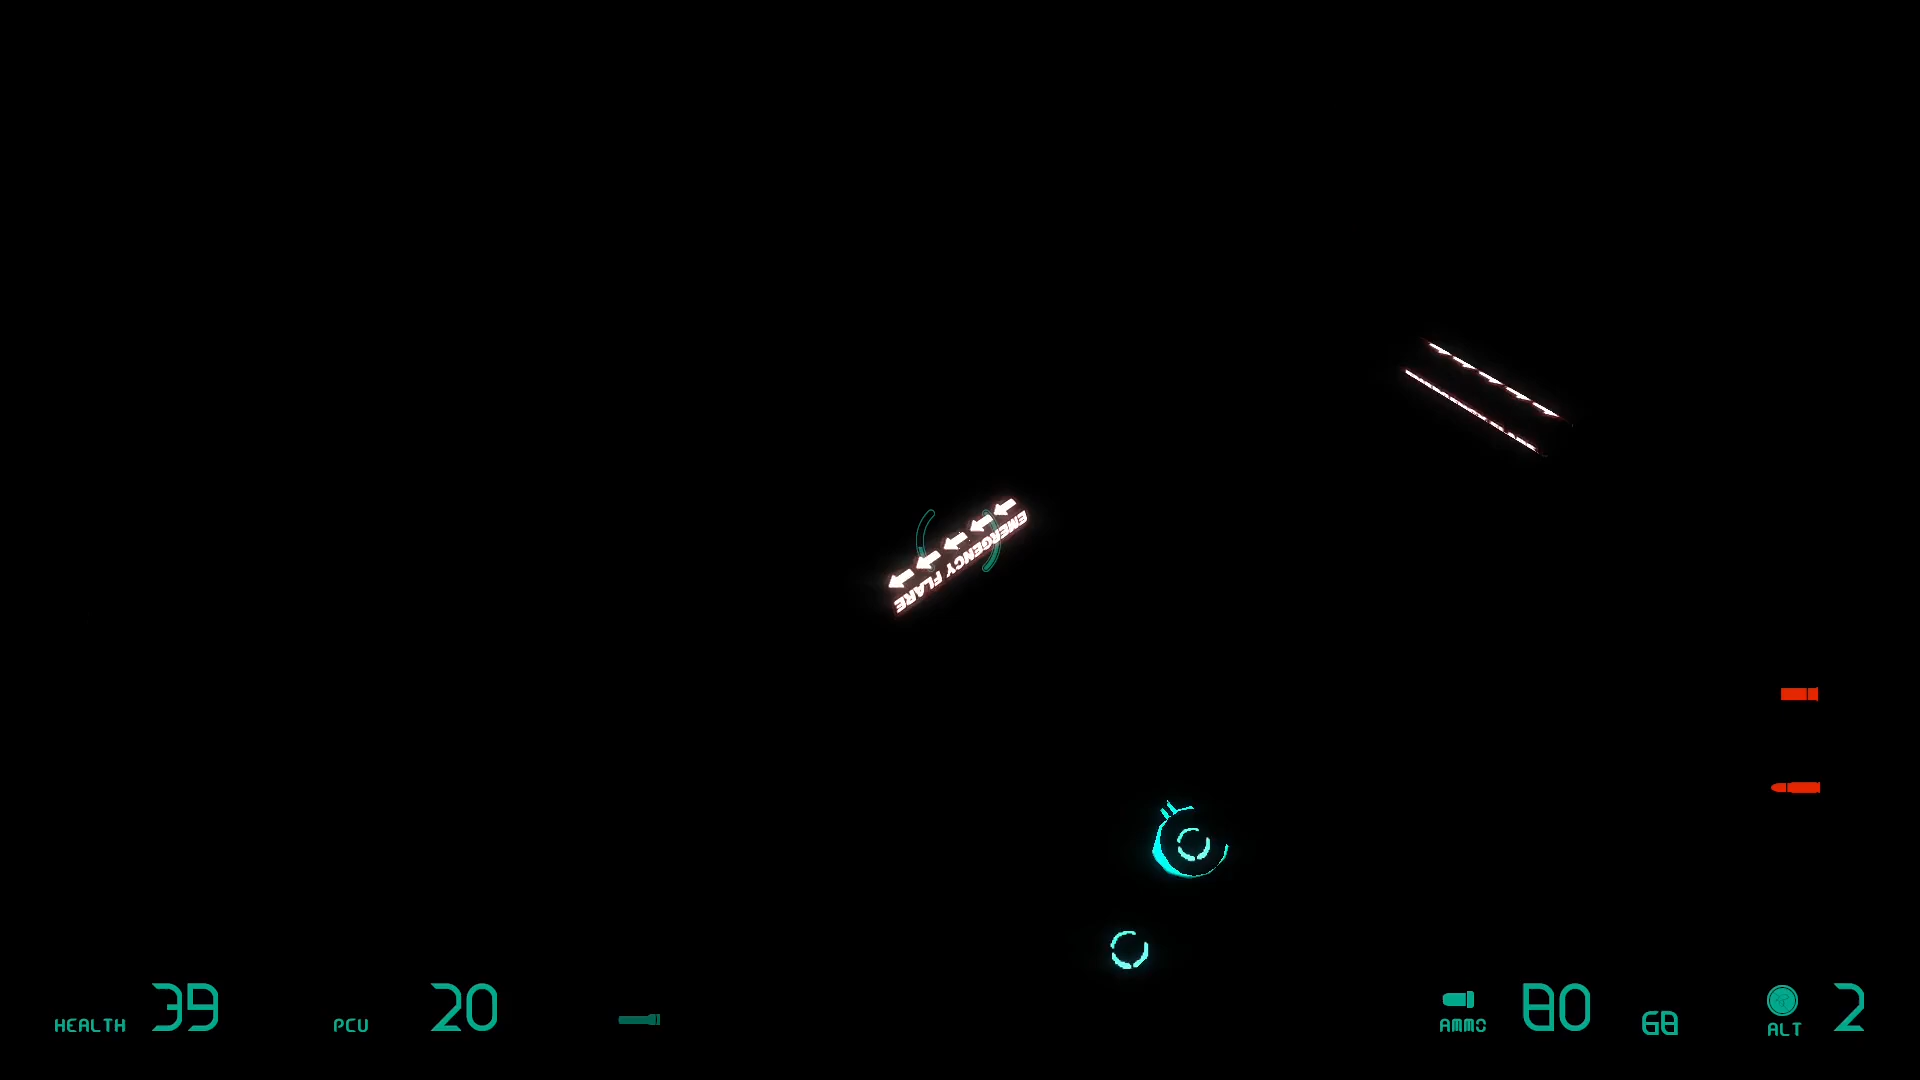 EMERGENCY FLARE
HEALTH 39
PCU 20
AMMO 80 68
ALT 2